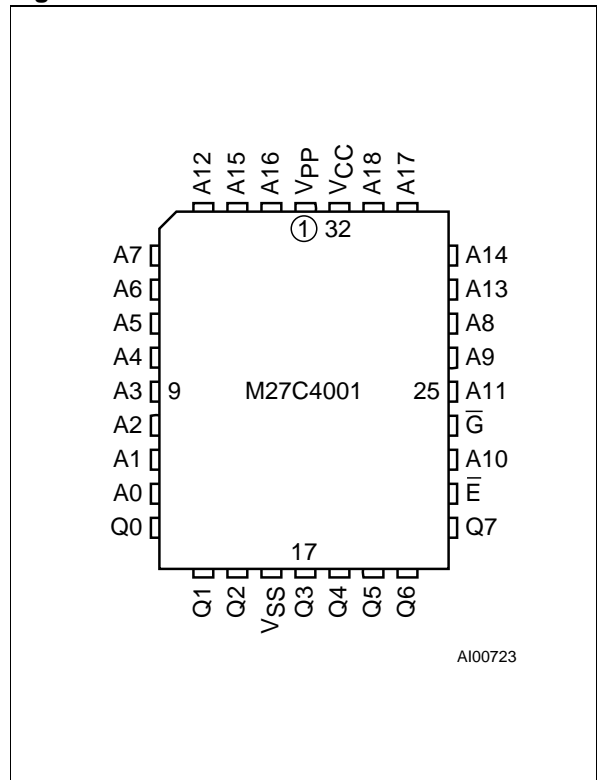 A12 A15 A16 VPP VCC A18 A17
① 32
A7 A14
A6 A13
A5 A8
A4 A9
A3 9 M27C4001 25 A11
A2 G̅
A1 A10
A0 E̅
Q0 Q7
17
Q1 Q2 VSS Q3 Q4 Q5 Q6
AI00723